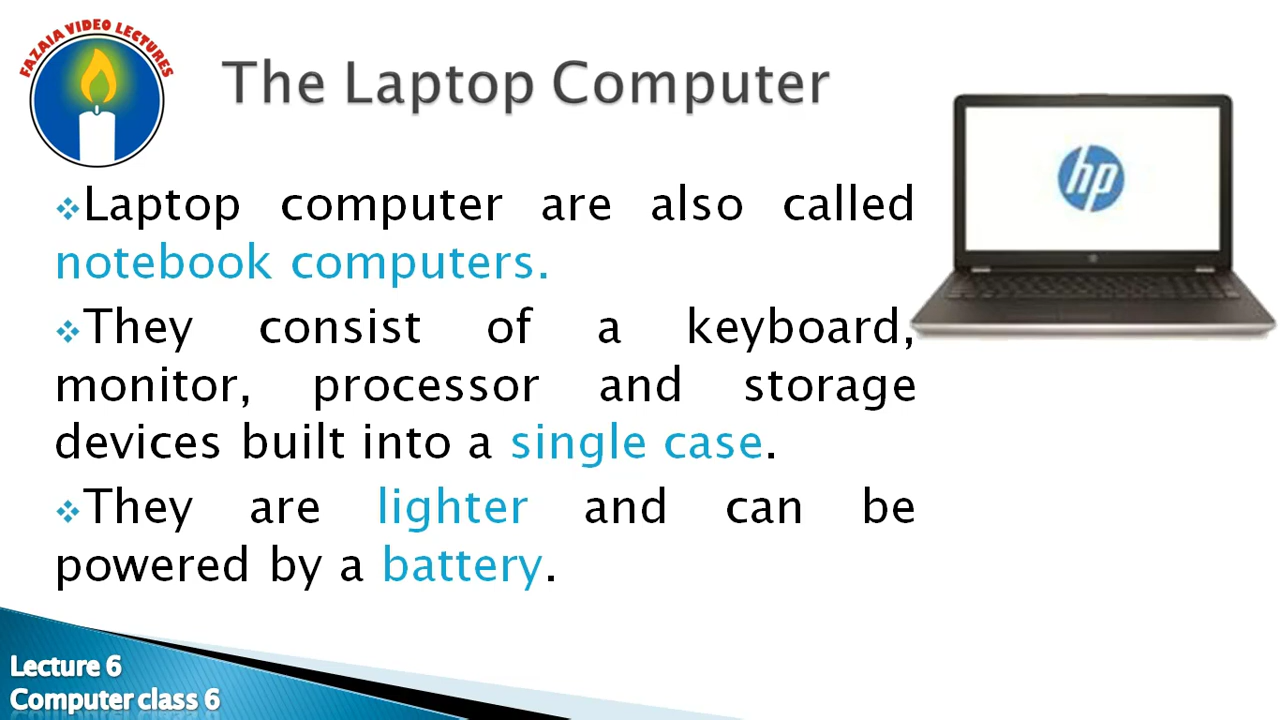 FAZAIA VIDEO LECTURES
The Laptop Computer
hp
❖Laptop computer are also called
notebook computers.
❖They consist of a keyboard,
monitor, processor and storage
devices built into a single case.
❖They are lighter and can be
powered by a battery.
Lecture 6
Computer class 6